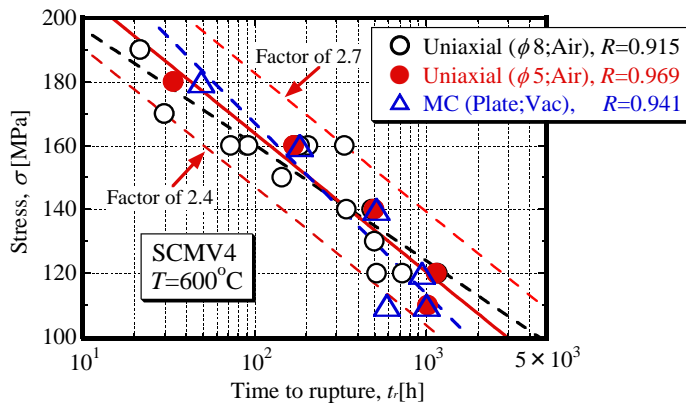 200
180
160
140
120
100
Stress, σ [MPa]
10¹
10²
10³
5×10³
Time to rupture, tᵣ[h]
Factor of 2.7
Factor of 2.4
SCMV4
T=600°C
Uniaxial (ϕ8;Air), R=0.915
Uniaxial (ϕ5;Air), R=0.969
MC (Plate;Vac), R=0.941